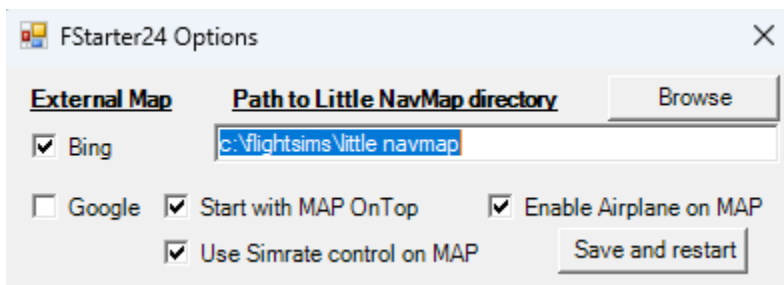 FStarter24 Options
External Map Path to Little NavMap directory Browse
Bing c:\flightsims\little navmap
Google Start with MAP OnTop Enable Airplane on MAP
Use Simrate control on MAP Save and restart